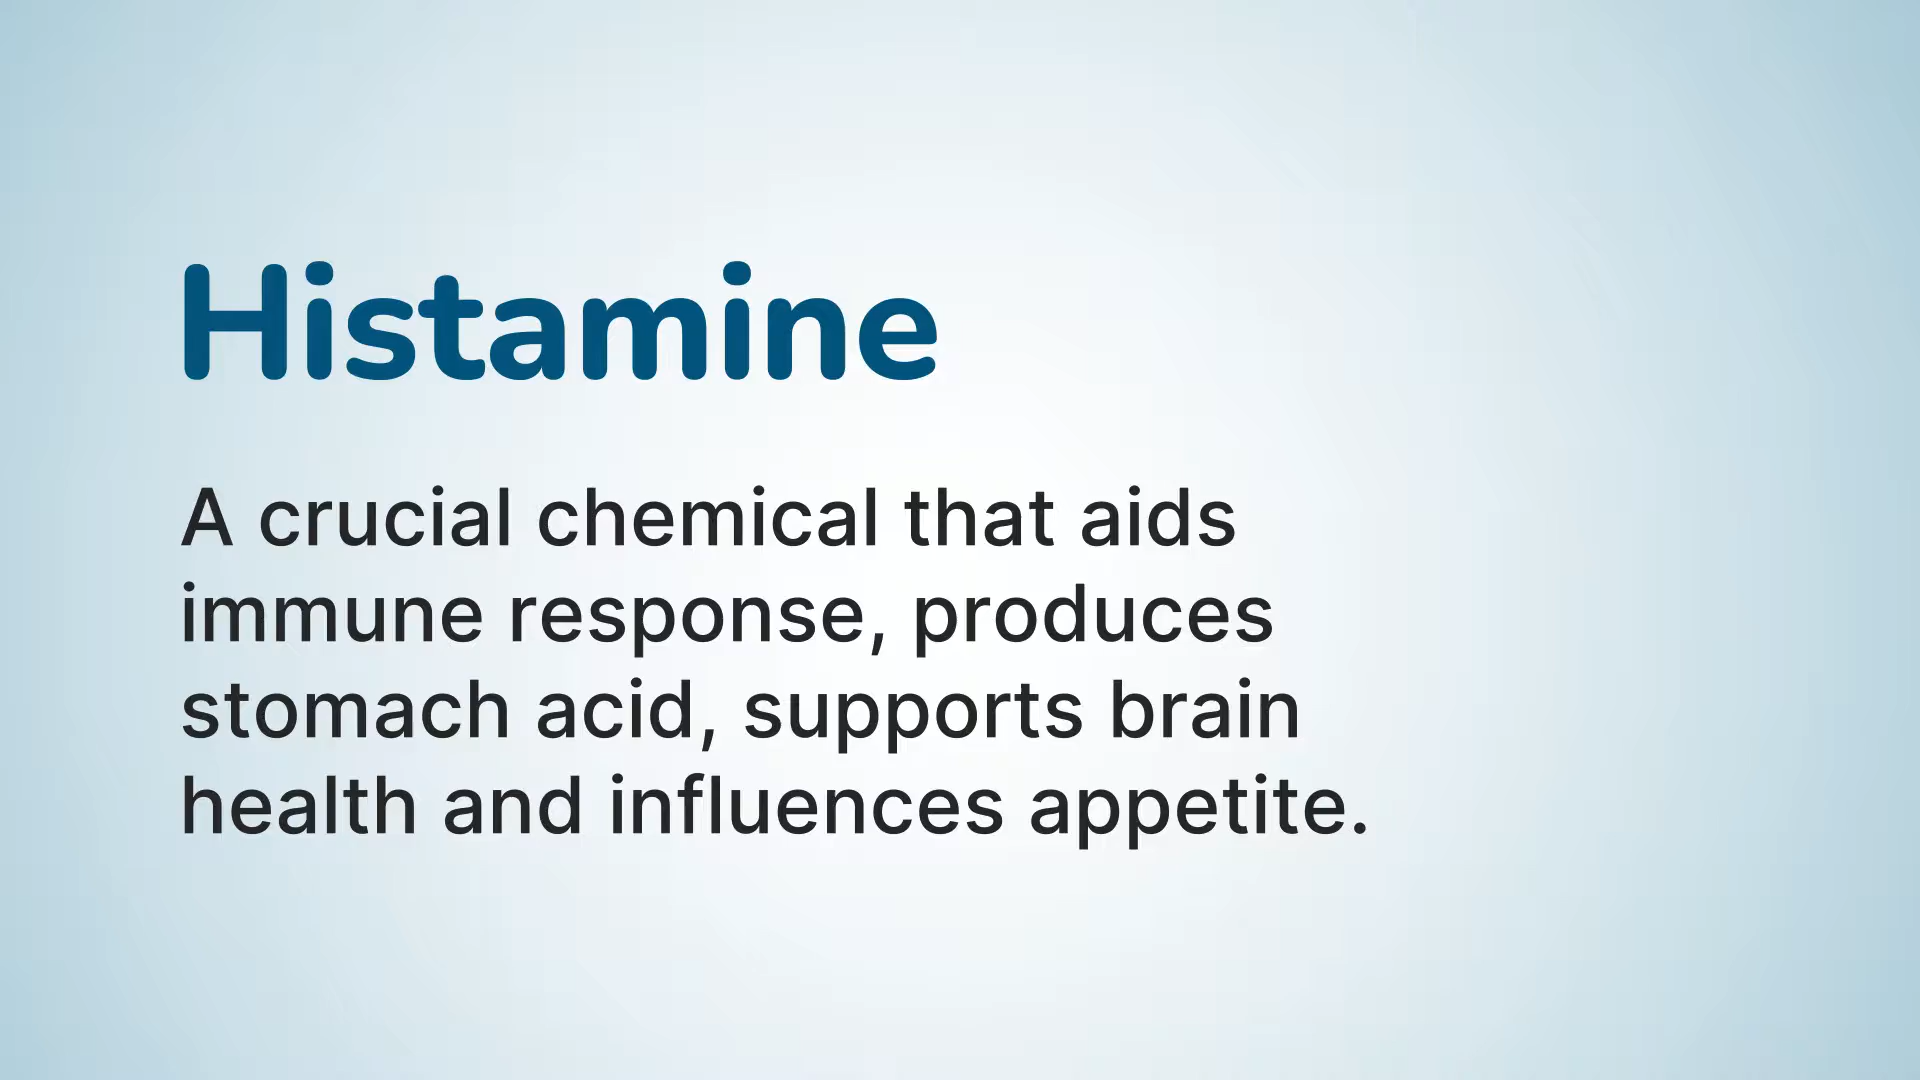 Histamine
A crucial chemical that aids
immune response, produces
stomach acid, supports brain
health and influences appetite.